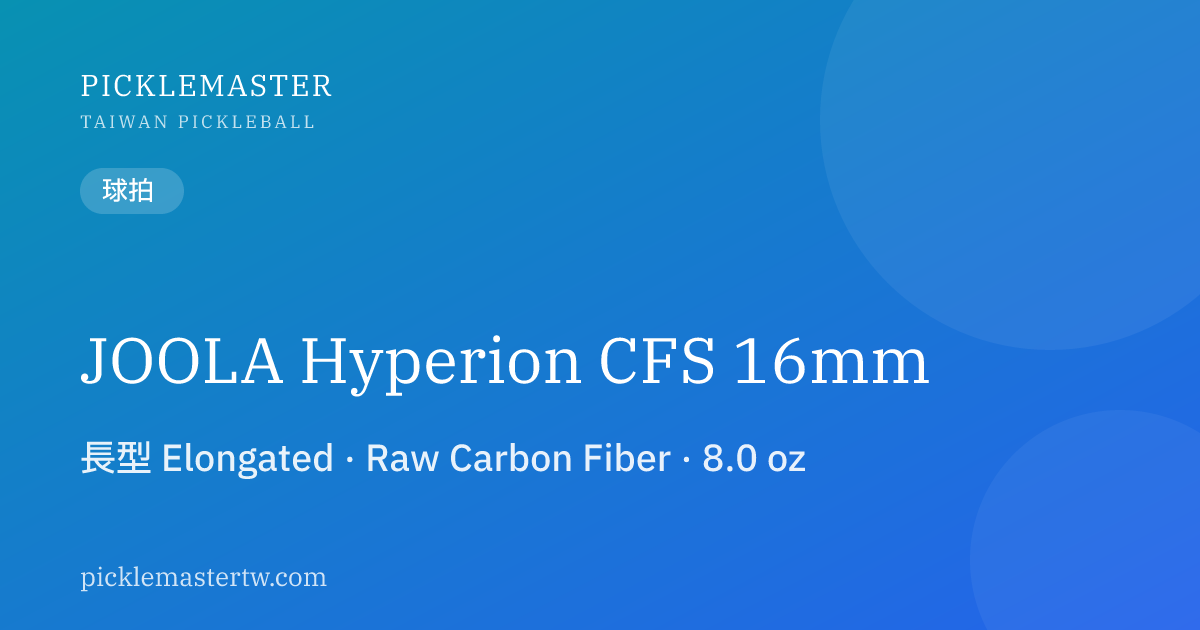 PICKLEMASTER
TAIWAN PICKLEBALL
球拍
JOOLA Hyperion CFS 16mm
長型 Elongated · Raw Carbon Fiber · 8.0 oz
picklemastertw.com